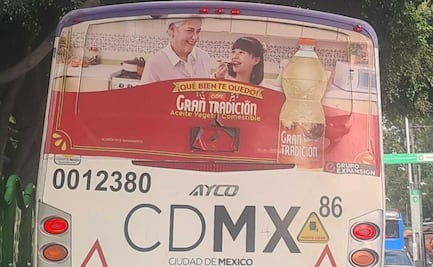 ¡QUÉ BIEN TE QUEDÓ!
con
GRAN TRADICIÓN
Aceite Vegetal Comestible
GRAN
TRADICIÓN
GRUPO
EXPANSIÓN
0012380
AYCO
86
CDMX
CIUDAD DE MÉXICO